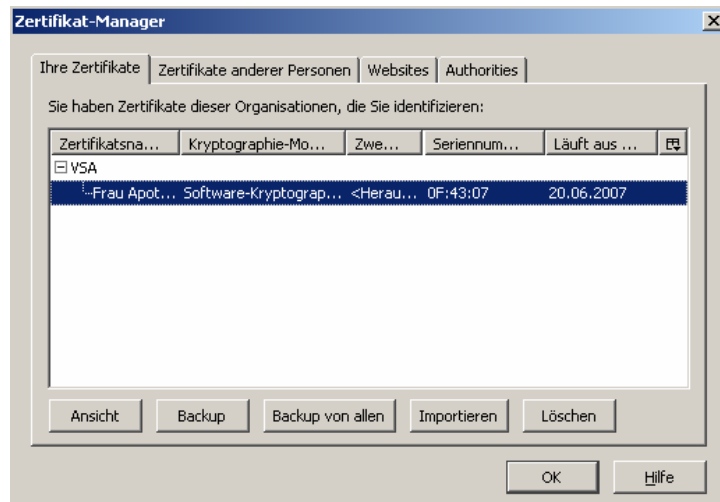 Zertifikat-Manager
Ihre Zertifikate Zertifikate anderer Personen Websites Authorities
Sie haben Zertifikate dieser Organisationen, die Sie identifizieren:
Zertifikatsna... Kryptographie-Mo... Zwe... Seriennum... Läuft aus ...
VSA
Frau Apot... Software-Kryptograp... <Herau... 0F:43:07 20.06.2007
Ansicht Backup Backup von allen Importieren Löschen
OK Hilfe